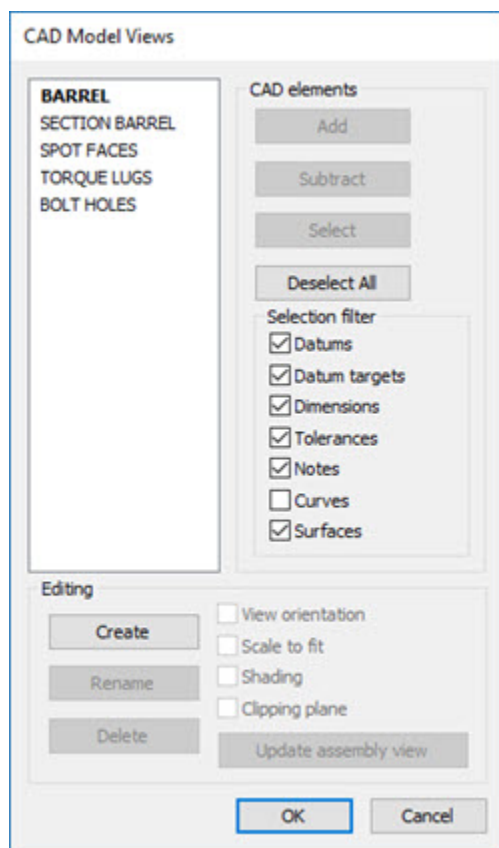 CAD Model Views
BARREL
SECTION BARREL
SPOT FACES
TORQUE LUGS
BOLT HOLES
CAD elements
Add
Subtract
Select
Deselect All
Selection filter
Datums
Datum targets
Dimensions
Tolerances
Notes
Curves
Surfaces
Editing
Create
Rename
Delete
View orientation
Scale to fit
Shading
Clipping plane
Update assembly view
OK
Cancel